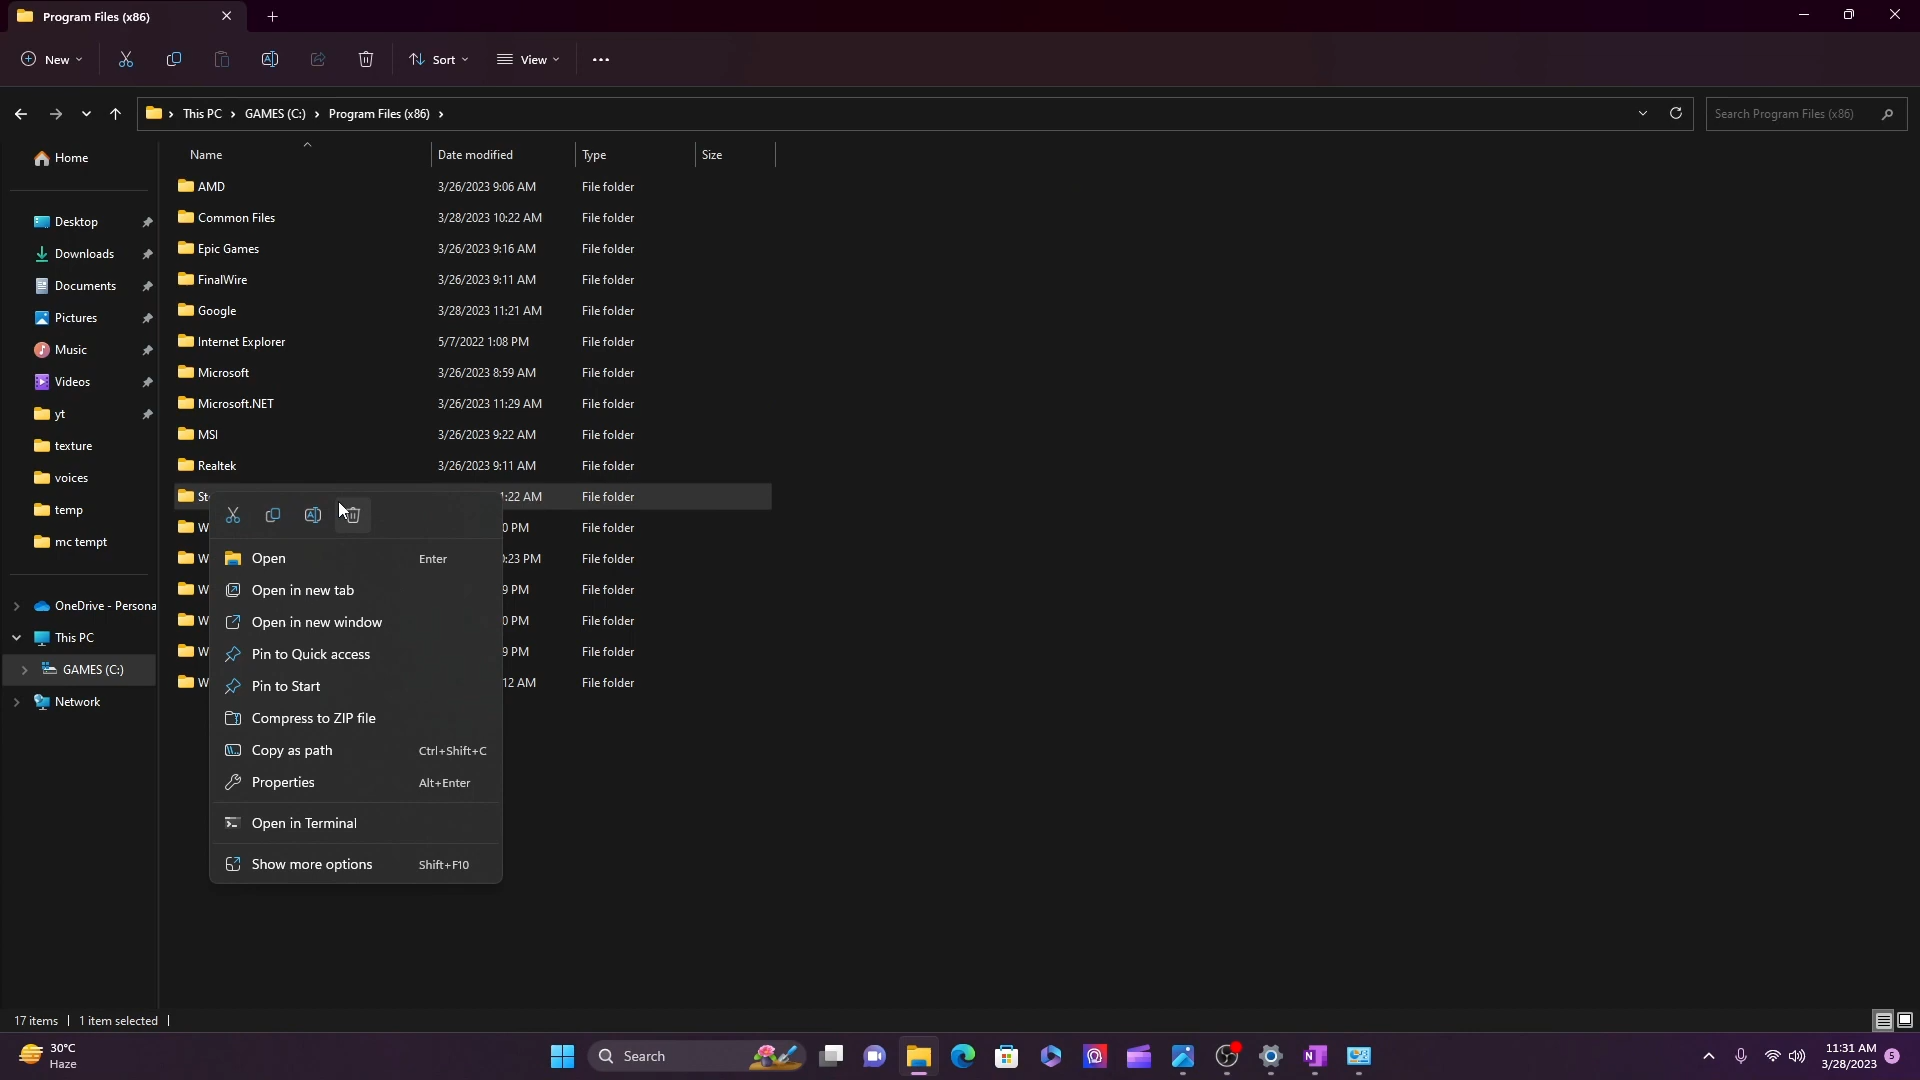 Program Files (x86)
New
Sort
View
This PC
GAMES (C:)
Program Files (x86)
Search Program Files (x86)
Home
Desktop
Downloads
Documents
Pictures
Music
Videos
yt
texture
voices
temp
mc tempt
OneDrive - Persona
This PC
GAMES (C:)
Network
Name Date modified Type Size
AMD 3/26/2023 9:06 AM File folder
Common Files 3/28/2023 10:22 AM File folder
Epic Games 3/26/2023 9:16 AM File folder
FinalWire 3/26/2023 9:11 AM File folder
Google 3/28/2023 11:21 AM File folder
Internet Explorer 5/7/2022 1:08 PM File folder
Microsoft 3/26/2023 8:59 AM File folder
Microsoft.NET 3/26/2023 11:29 AM File folder
MSI 3/26/2023 9:22 AM File folder
Realtek 3/26/2023 9:11 AM File folder
St :22 AM File folder
W 0 PM File folder
W :23 PM File folder
W 9 PM File folder
W 0 PM File folder
W 9 PM File folder
W 12 AM File folder
Open Enter
Open in new tab
Open in new window
Pin to Quick access
Pin to Start
Compress to ZIP file
Copy as path Ctrl+Shift+C
Properties Alt+Enter
Open in Terminal
Show more options Shift+F10
17 items 1 item selected
30°C
Haze
Search
11:31 AM
3/28/2023
5